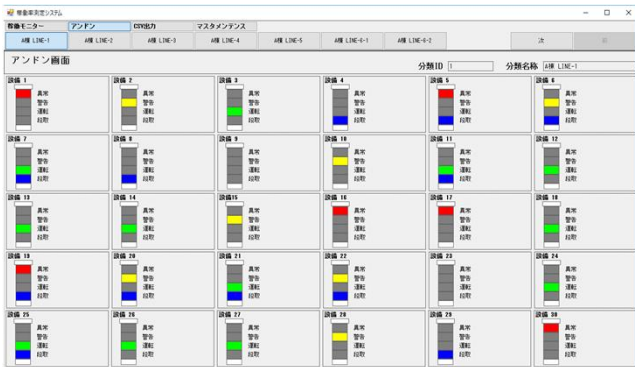 稼働率測定システム
稼働モニター アンドン CSV出力 マスタメンテナンス
A棟 LINE-1 A棟 LINE-2 A棟 LINE-3 A棟 LINE-4 A棟 LINE-5 A棟 LINE-6-1 A棟 LINE-6-2 次
アンドン画面
分類ID 1 分類名称 A棟 LINE-1
設備 1 設備 2 設備 3 設備 4 設備 5 設備 6
異常 異常 異常 異常 異常 異常
警告 警告 警告 警告 警告 警告
運転 運転 運転 運転 運転 運転
段取 段取 段取 段取 段取 段取
設備 7 設備 8 設備 9 設備 10 設備 11 設備 12
異常 異常 異常 異常 異常 異常
警告 警告 警告 警告 警告 警告
運転 運転 運転 運転 運転 運転
段取 段取 段取 段取 段取 段取
設備 13 設備 14 設備15 設備 16 設備 17 設備 18
異常 異常 異常 異常 異常 異常
警告 警告 警告 警告 警告 警告
運転 運転 運転 運転 運転 運転
段取 段取 段取 段取 段取 段取
設備 19 設備 20 設備 21 設備 22 設備 23 設備 24
異常 異常 異常 異常 異常 異常
警告 警告 警告 警告 警告 警告
運転 運転 運転 運転 運転 運転
段取 段取 段取 段取 段取 段取
設備 25 設備 26 設備 27 設備 28 設備 29 設備 30
異常 異常 異常 異常 異常 異常
警告 警告 警告 警告 警告 警告
運転 運転 運転 運転 運転 運転
段取 段取 段取 段取 段取 段取